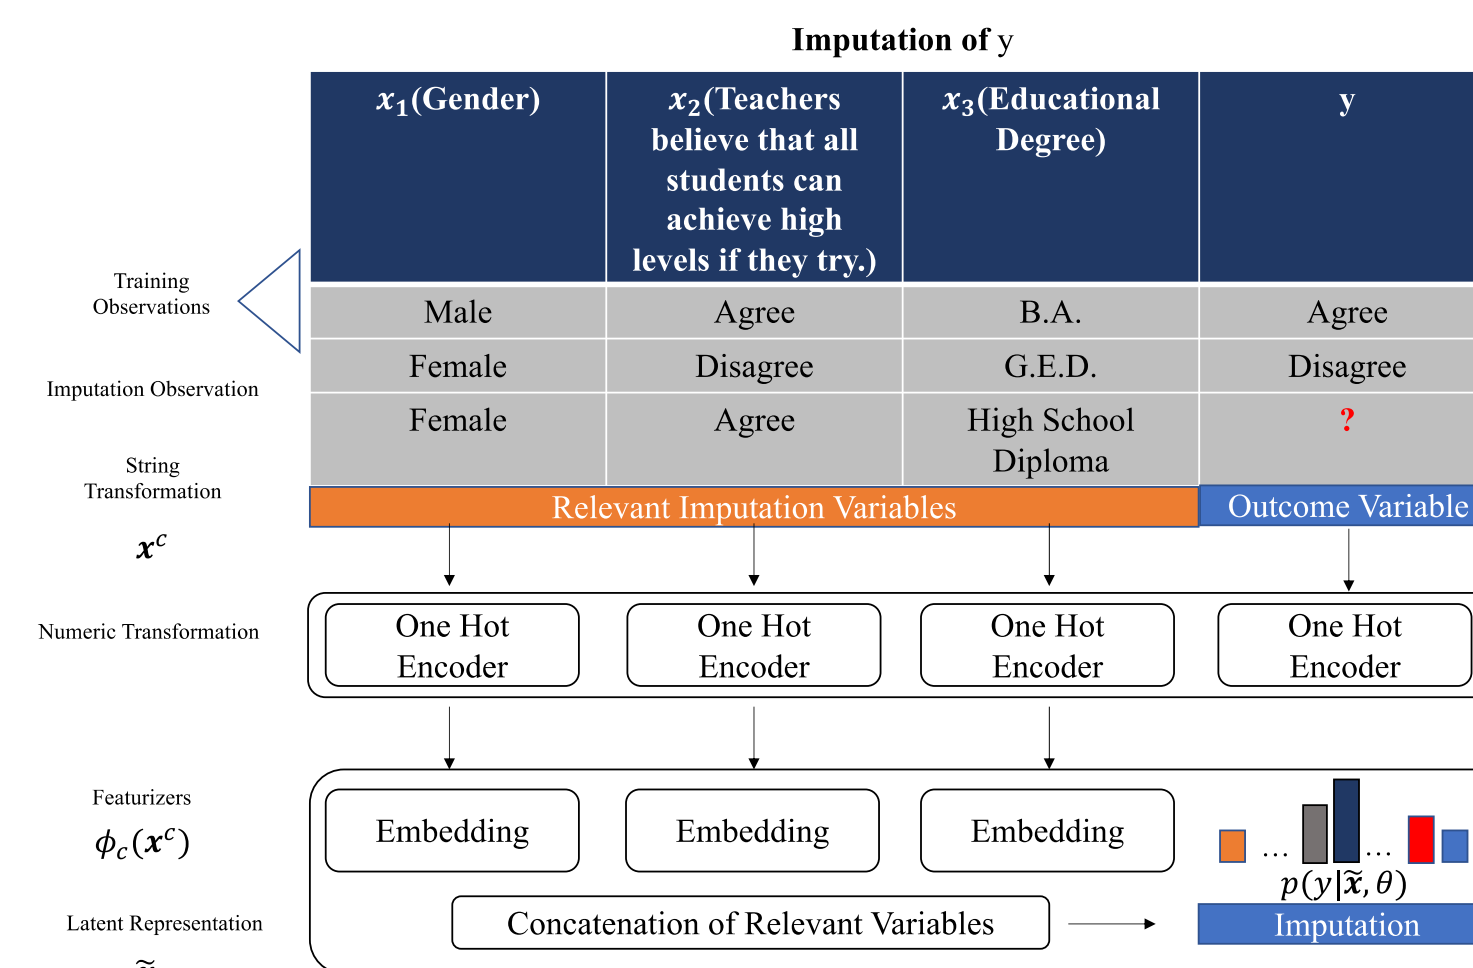 Imputation of y
x₁(Gender)
x₂(Teachers
believe that all
students can
achieve high
levels if they try.)
x₃(Educational
Degree)
y
Training
Observations
Male
Agree
B.A.
Agree
Female
Disagree
G.E.D.
Disagree
Imputation Observation
Female
Agree
High School
Diploma
?
String
Transformation
xᶜ
Relevant Imputation Variables
Outcome Variable
Numeric Transformation
One Hot
Encoder
One Hot
Encoder
One Hot
Encoder
One Hot
Encoder
Featurizers
ϕ_c(xᶜ)
Embedding
Embedding
Embedding
... ...
p(y|x̃, θ)
Latent Representation
Concatenation of Relevant Variables
Imputation